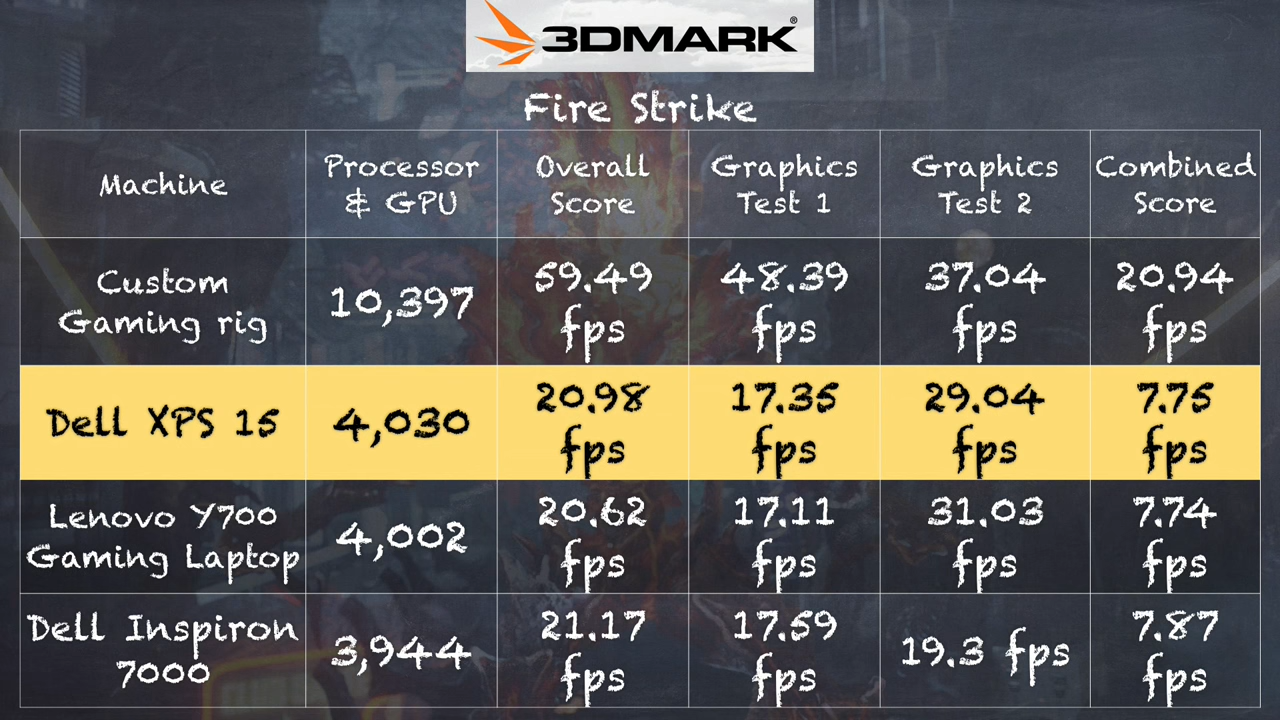 3DMARK®
Fire Strike
Machine
Processor
& GPU
Overall
Score
Graphics
Test 1
Graphics
Test 2
Combined
Score
Custom
Gaming rig
10,397
59.49
fps
48.39
fps
37.04
fps
20.94
fps
Dell XPS 15
4,030
20.98
fps
17.35
fps
29.04
fps
7.75
fps
Lenovo Y700
Gaming Laptop
4,002
20.62
fps
17.11
fps
31.03
fps
7.74
fps
Dell Inspiron
7000
3,944
21.17
fps
17.59
fps
19.3 fps
7.87
fps